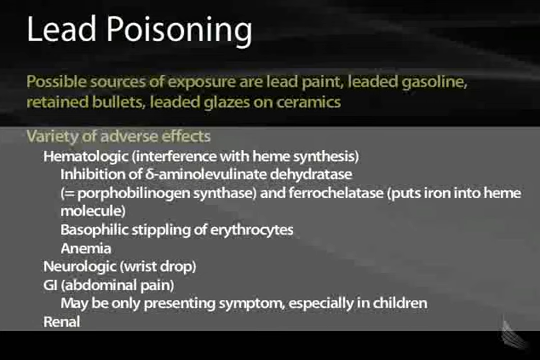 Lead Poisoning
Possible sources of exposure are lead paint, leaded gasoline,
retained bullets, leaded glazes on ceramics
Variety of adverse effects
Hematologic (interference with heme synthesis)
Inhibition of δ-aminolevulinate dehydratase
(= porphobilinogen synthase) and ferrochelatase (puts iron into heme
molecule)
Basophilic stippling of erythrocytes
Anemia
Neurologic (wrist drop)
GI (abdominal pain)
May be only presenting symptom, especially in children
Renal